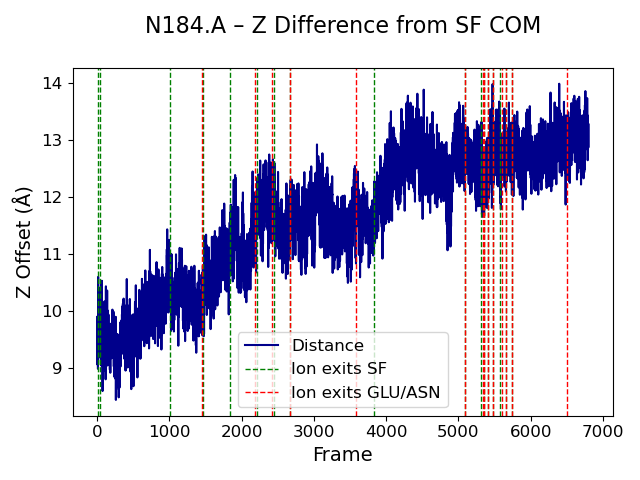 N184.A – Z Difference from SF COM
Z Offset (Å)
14
13
12
11
10
9
Distance
Ion exits SF
Ion exits GLU/ASN
0 1000 2000 3000 4000 5000 6000 7000
Frame